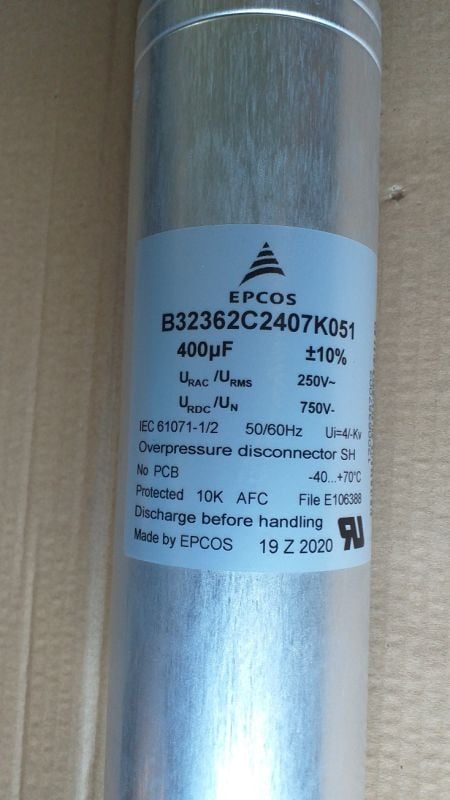 EPCOS
B32362C2407K051
400µF ±10%
URAC /URMS 250V~
URDC /UN 750V-
IEC 61071-1/2 50/60Hz Ui=4/-Kv
Overpressure disconnector SH
No PCB -40...+70°C
Protected 10K AFC File E106388
Discharge before handling
Made by EPCOS 19 Z 2020